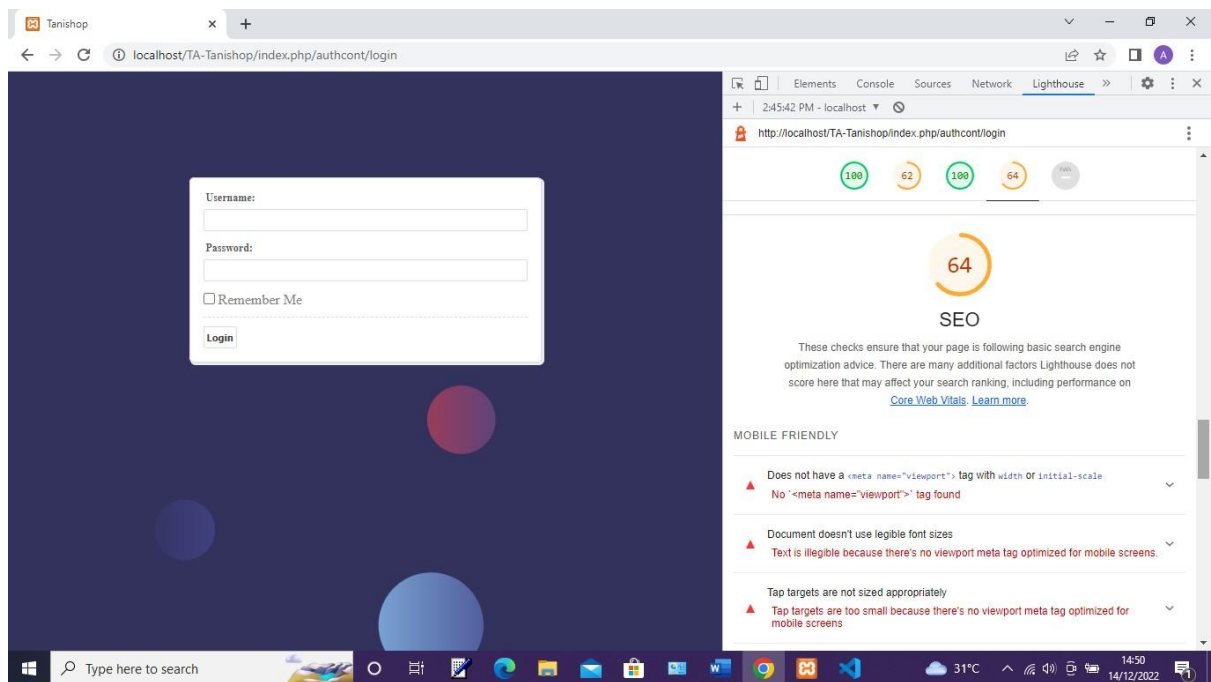 Tanishop
localhost/TA-Tanishop/index.php/authcont/login
A
Username:
Password:
Remember Me
Login
Elements Console Sources Network Lighthouse »
2:45:42 PM - localhost
http://localhost/TA-Tanishop/index.php/authcont/login
100 62 100 64
64
SEO
These checks ensure that your page is following basic search engine
optimization advice. There are many additional factors Lighthouse does not
score here that may affect your search ranking, including performance on
Core Web Vitals. Learn more.
MOBILE FRIENDLY
Does not have a <meta name="viewport"> tag with width or initial-scale
No `<meta name="viewport">` tag found
Document doesn't use legible font sizes
Text is illegible because there's no viewport meta tag optimized for mobile screens.
Tap targets are not sized appropriately
Tap targets are too small because there's no viewport meta tag optimized for
mobile screens
Type here to search
31°C
14:50
14/12/2022
1